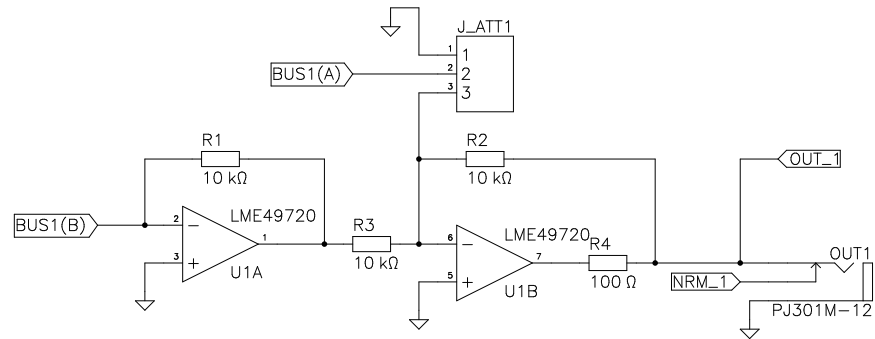 J_ATT1
1 1
BUS1(A) 2 2
3 3
R1 R2
10 kΩ 10 kΩ
OUT_1
BUS1(B) 2 − LME49720 1 R3 6 − LME49720 7 R4 OUT1
3 + U1A 10 kΩ 5 + U1B 100 Ω NRM_1
PJ301M-12